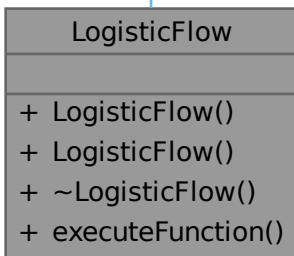 LogisticFlow
+ LogisticFlow()
+ LogisticFlow()
+ ~LogisticFlow()
+ executeFunction()